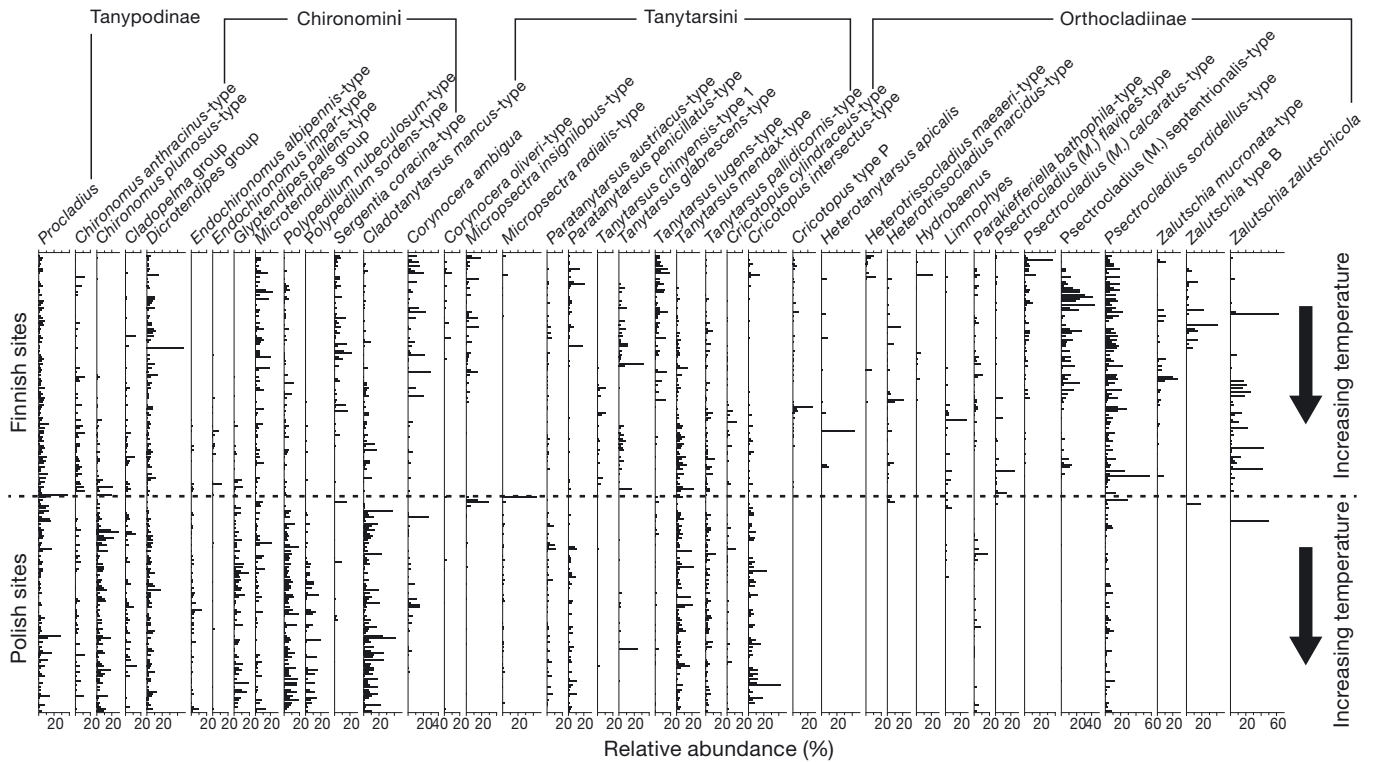 Tanypodinae
Chironomini
Tanytarsini
Orthocladiinae
Procladius
Chironomus anthracinus-type
Chironomus plumosus-type
Cladopelma group
Dicrotendipes group
Endochironomus albipennis-type
Endochironomus impar-type
Glyptendipes pallens-type
Microtendipes group
Polypedilum nubeculosum-type
Polypedilum sordens-type
Sergentia coracina-type
Cladotanytarsus mancus-type
Corynocera ambigua
Corynocera oliveri-type
Micropsectra insignilobus-type
Micropsectra radialis-type
Paratanytarsus austriacus-type
Paratanytarsus penicillatus-type
Tanytarsus chinyensis-type 1
Tanytarsus glabrescens-type
Tanytarsus lugens-type
Tanytarsus mendax-type
Tanytarsus pallidicornis-type
Cricotopus cylindraceus-type
Cricotopus intersectus-type
Cricotopus type P
Heterotanytarsus apicalis
Heterotrissocladius maeaeri-type
Heterotrissocladius marcidus-type
Hydrobaenus
Limnophyes
Parakiefferiella bathophila-type
Psectrocladius (M.) flavipes-type
Psectrocladius (M.) calcaratus-type
Psectrocladius (M.) septentrionalis-type
Psectrocladius sordidellus-type
Zalutschia mucronata-type
Zalutschia type B
Zalutschia zalutschicola
Finnish sites
Increasing temperature
Polish sites
Increasing temperature
20 20 20 20 20 20 20 20 20 20 20 20 20 2040 20 20 20 20 20 20 20 20 20 20 20 20 20 20 20 20 20 20 20 20 20 2040 20 60 20 20 20 60
Relative abundance (%)